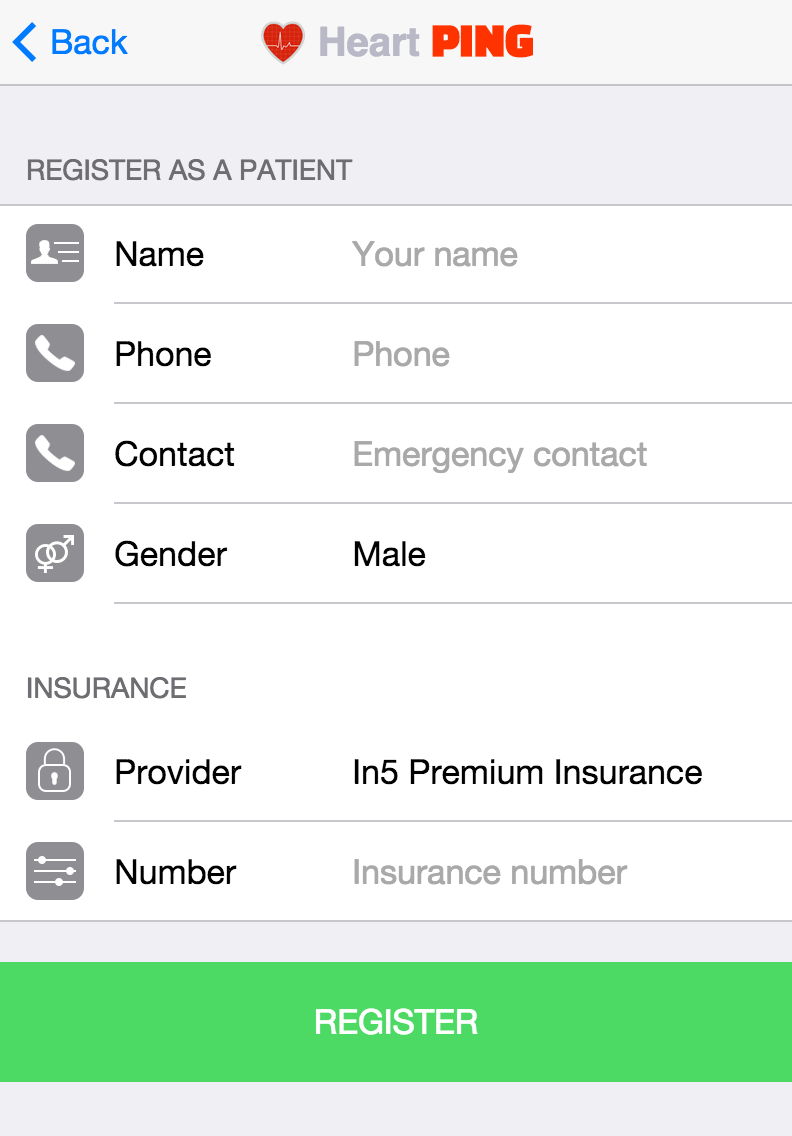 Back
Heart PING
REGISTER AS A PATIENT
Name Your name
Phone Phone
Contact Emergency contact
Gender Male
INSURANCE
Provider In5 Premium Insurance
Number Insurance number
REGISTER